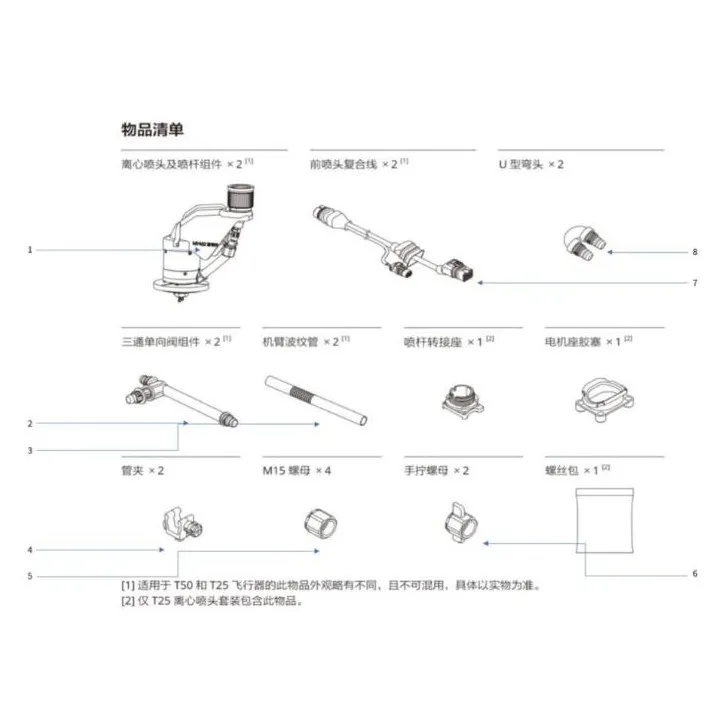 物品清单
离心喷头及喷杆组件 × 2 [1]
前喷头复合线 × 2 [1]
U 型弯头 × 2
1
8
7
三通单向阀组件 × 2 [1]
机臂波纹管 × 2 [1]
喷杆转接座 × 1 [2]
电机座胶塞 × 1 [2]
2
3
管夹 × 2
M15 螺母 × 4
手拧螺母 × 2
螺丝包 × 1 [2]
4
5
6
[1] 适用于 T50 和 T25 飞行器的此物品外观略有不同，且不可混用，具体以实物为准。
[2] 仅 T25 离心喷头套装包含此物品。